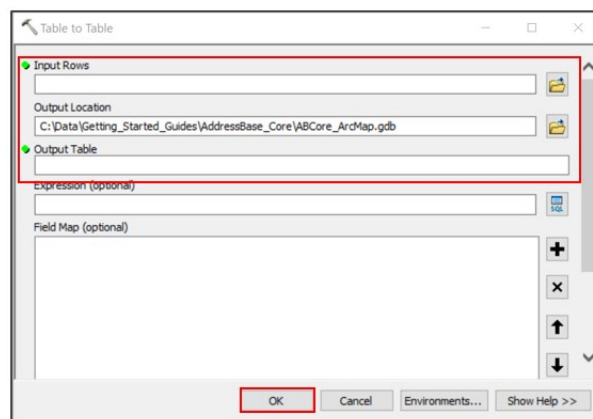 Table to Table
Input Rows
Output Location
C:\Data\Getting_Started_Guides\AddressBase_Core\ABCore_ArcMap.gdb
Output Table
Expression (optional)
SQL
Field Map (optional)
OK Cancel Environments... Show Help >>